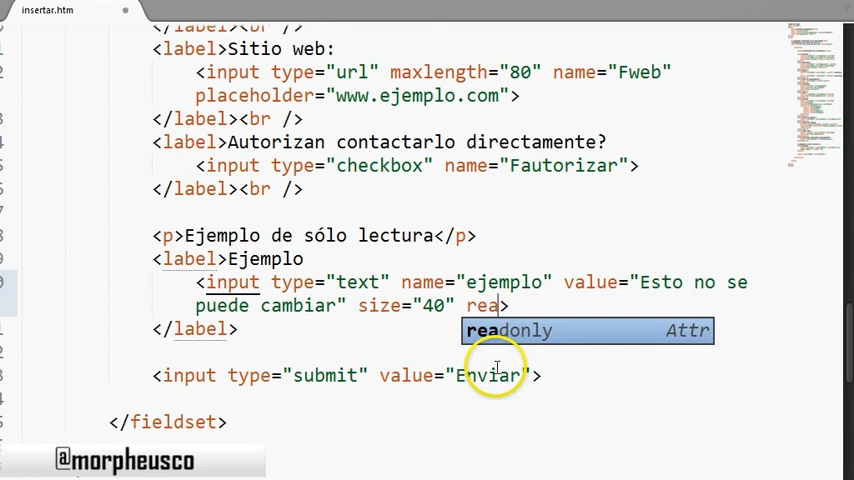 insertar.htm
</label><br />
<label>Sitio web:
<input type="url" maxlength="80" name="Fweb"
placeholder="www.ejemplo.com">
</label><br />
<label>Autorizan contactarlo directamente?
<input type="checkbox" name="Fautorizar">
</label><br />
<p>Ejemplo de sólo lectura</p>
<label>Ejemplo
<input type="text" name="ejemplo" value="Esto no se
puede cambiar" size="40" rea>
readonly Attr
</label>
<input type="submit" value="Enviar">
</fieldset>
@morpheusco